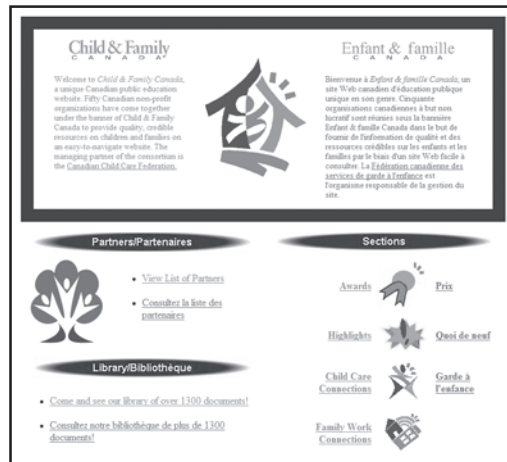 Child & Family
CANADA
Welcome to Child & Family Canada,
a unique Canadian public education
website. Fifty Canadian non-profit
organizations have come together
under the banner of Child & Family
Canada to provide quality, credible
resources on children and families on
an easy-to-navigate website. The
managing partner of the consortium is
the Canadian Child Care Federation.
Enfant & famille
CANADA
Bienvenue à Enfant & famille Canada, un
site Web canadien d'éducation publique
unique en son genre. Cinquante
organisations canadiennes à but non
lucratif sont réunies sous la bannière
Enfant & famille Canada dans le but de
fournir de l'information de qualité et des
ressources crédibles sur les enfants et les
familles par le biais d'un site Web facile à
consulter. La Fédération canadienne des
services de garde à l'enfance est
l'organisme responsable de la gestion du
site.
Partners/Partenaires
• View List of Partners
• Consultez la liste des
partenaires
Library/Bibliothèque
• Come and see our library of over 1300 documents!
• Consultez notre bibliothèque de plus de 1300
documents!
Sections
Awards
Prix
Highlights
Quoi de neuf
Child Care
Connections
Garde à
l'enfance
Family Work
Connections